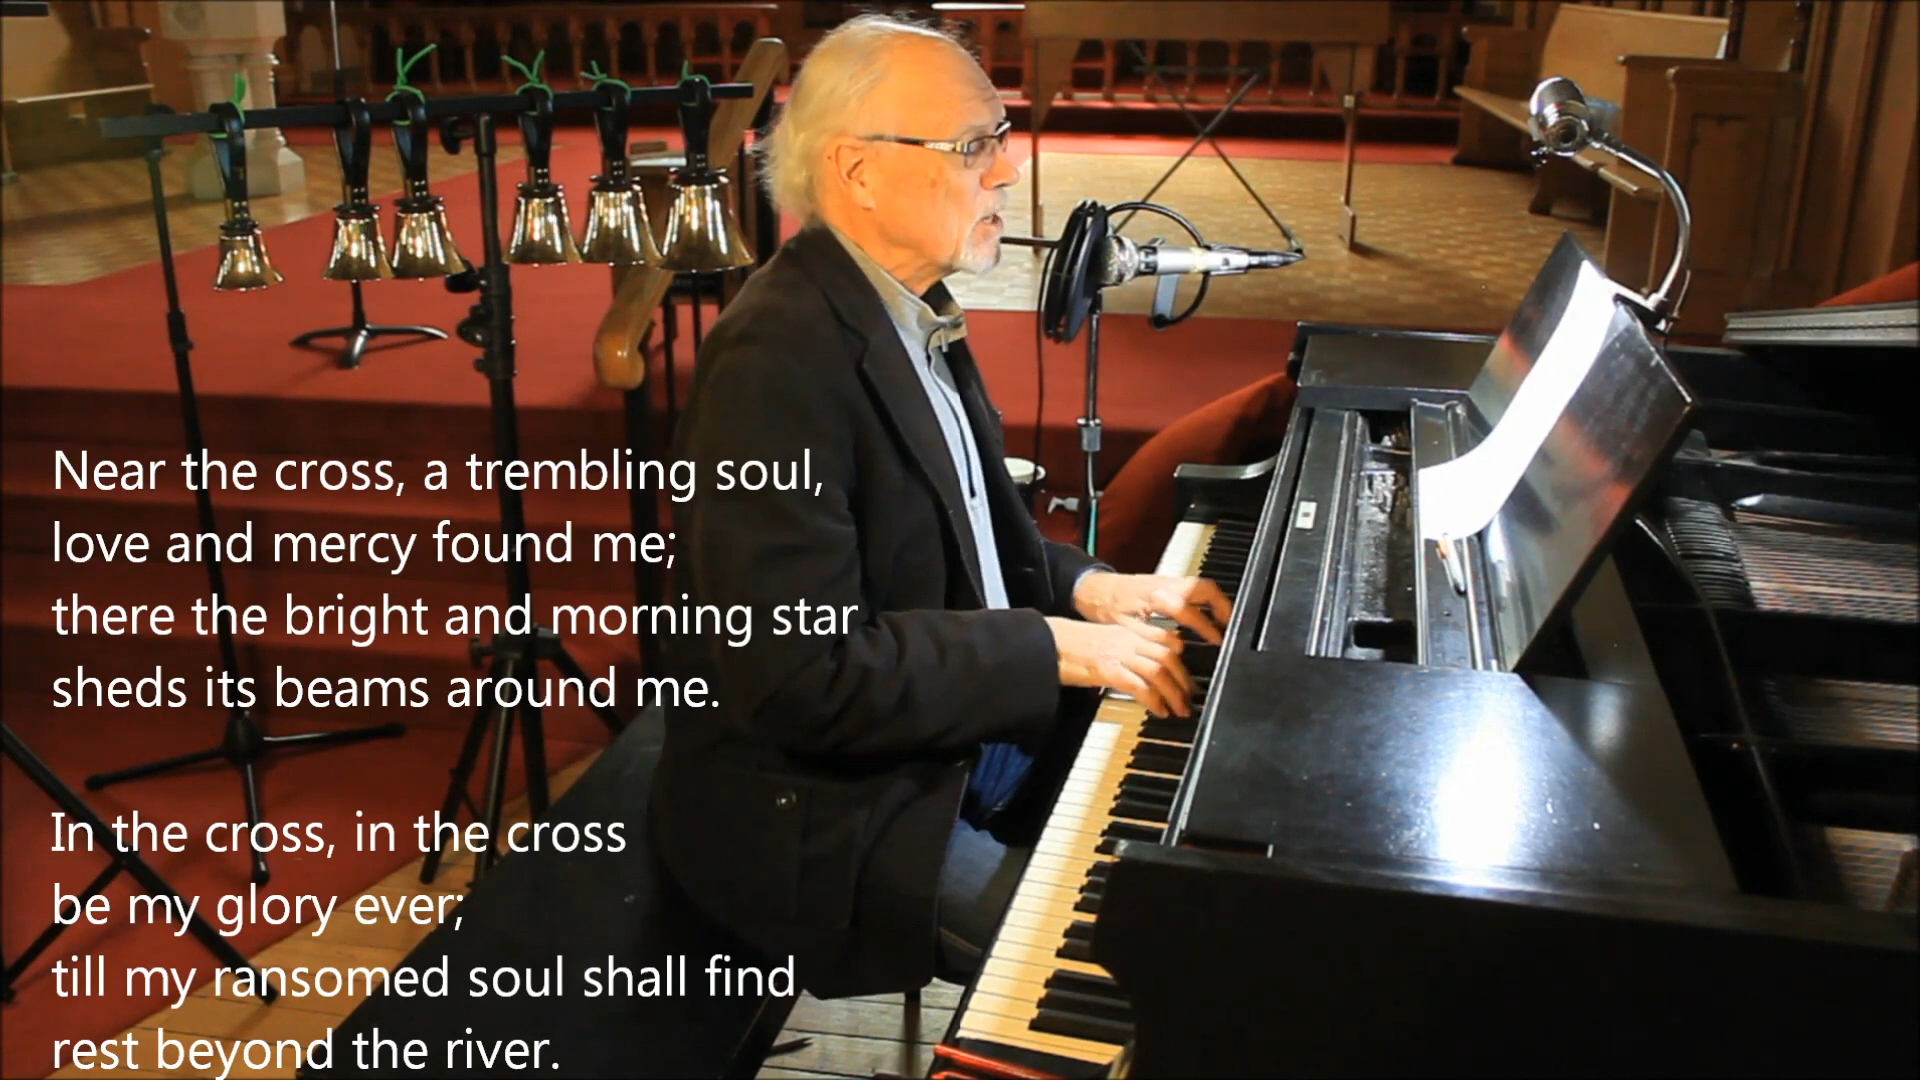 Near the cross, a trembling soul,
love and mercy found me;
there the bright and morning star
sheds its beams around me.
In the cross, in the cross
be my glory ever;
till my ransomed soul shall find
rest beyond the river.